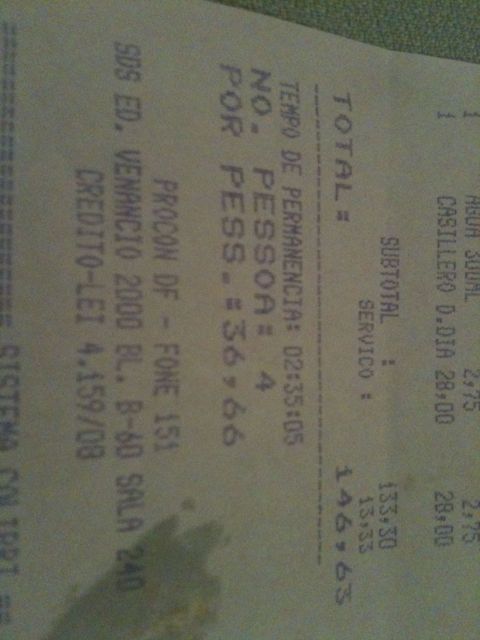 1 AGUA 300ML 2,75 2,75
1 CASILLERO D.DIA 28,00 28,00
SUBTOTAL : 133,30
SERVICO : 13,33
TOTAL: 146,63
TEMPO DE PERMANENCIA: 02:35:05
NO. PESSOA: 4
POR PESS.:36,66
PROCON DF - FONE 151
SDS ED. VENANCIO 2000 BL. B-60 SALA 240
CREDITO-LEI 4.159/08
SISTEMA